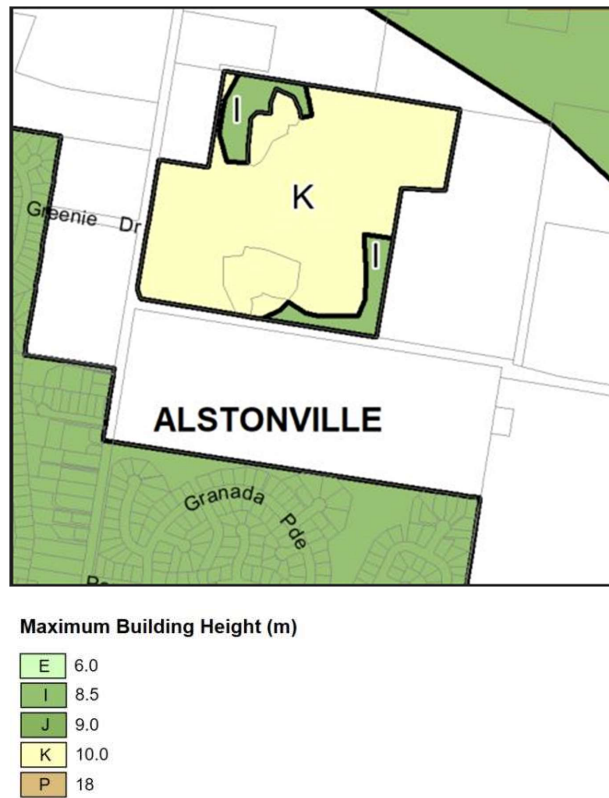 I
K
Greenie Dr
I
ALSTONVILLE
Granada Pde
Maximum Building Height (m)
E 6.0
I 8.5
J 9.0
K 10.0
P 18